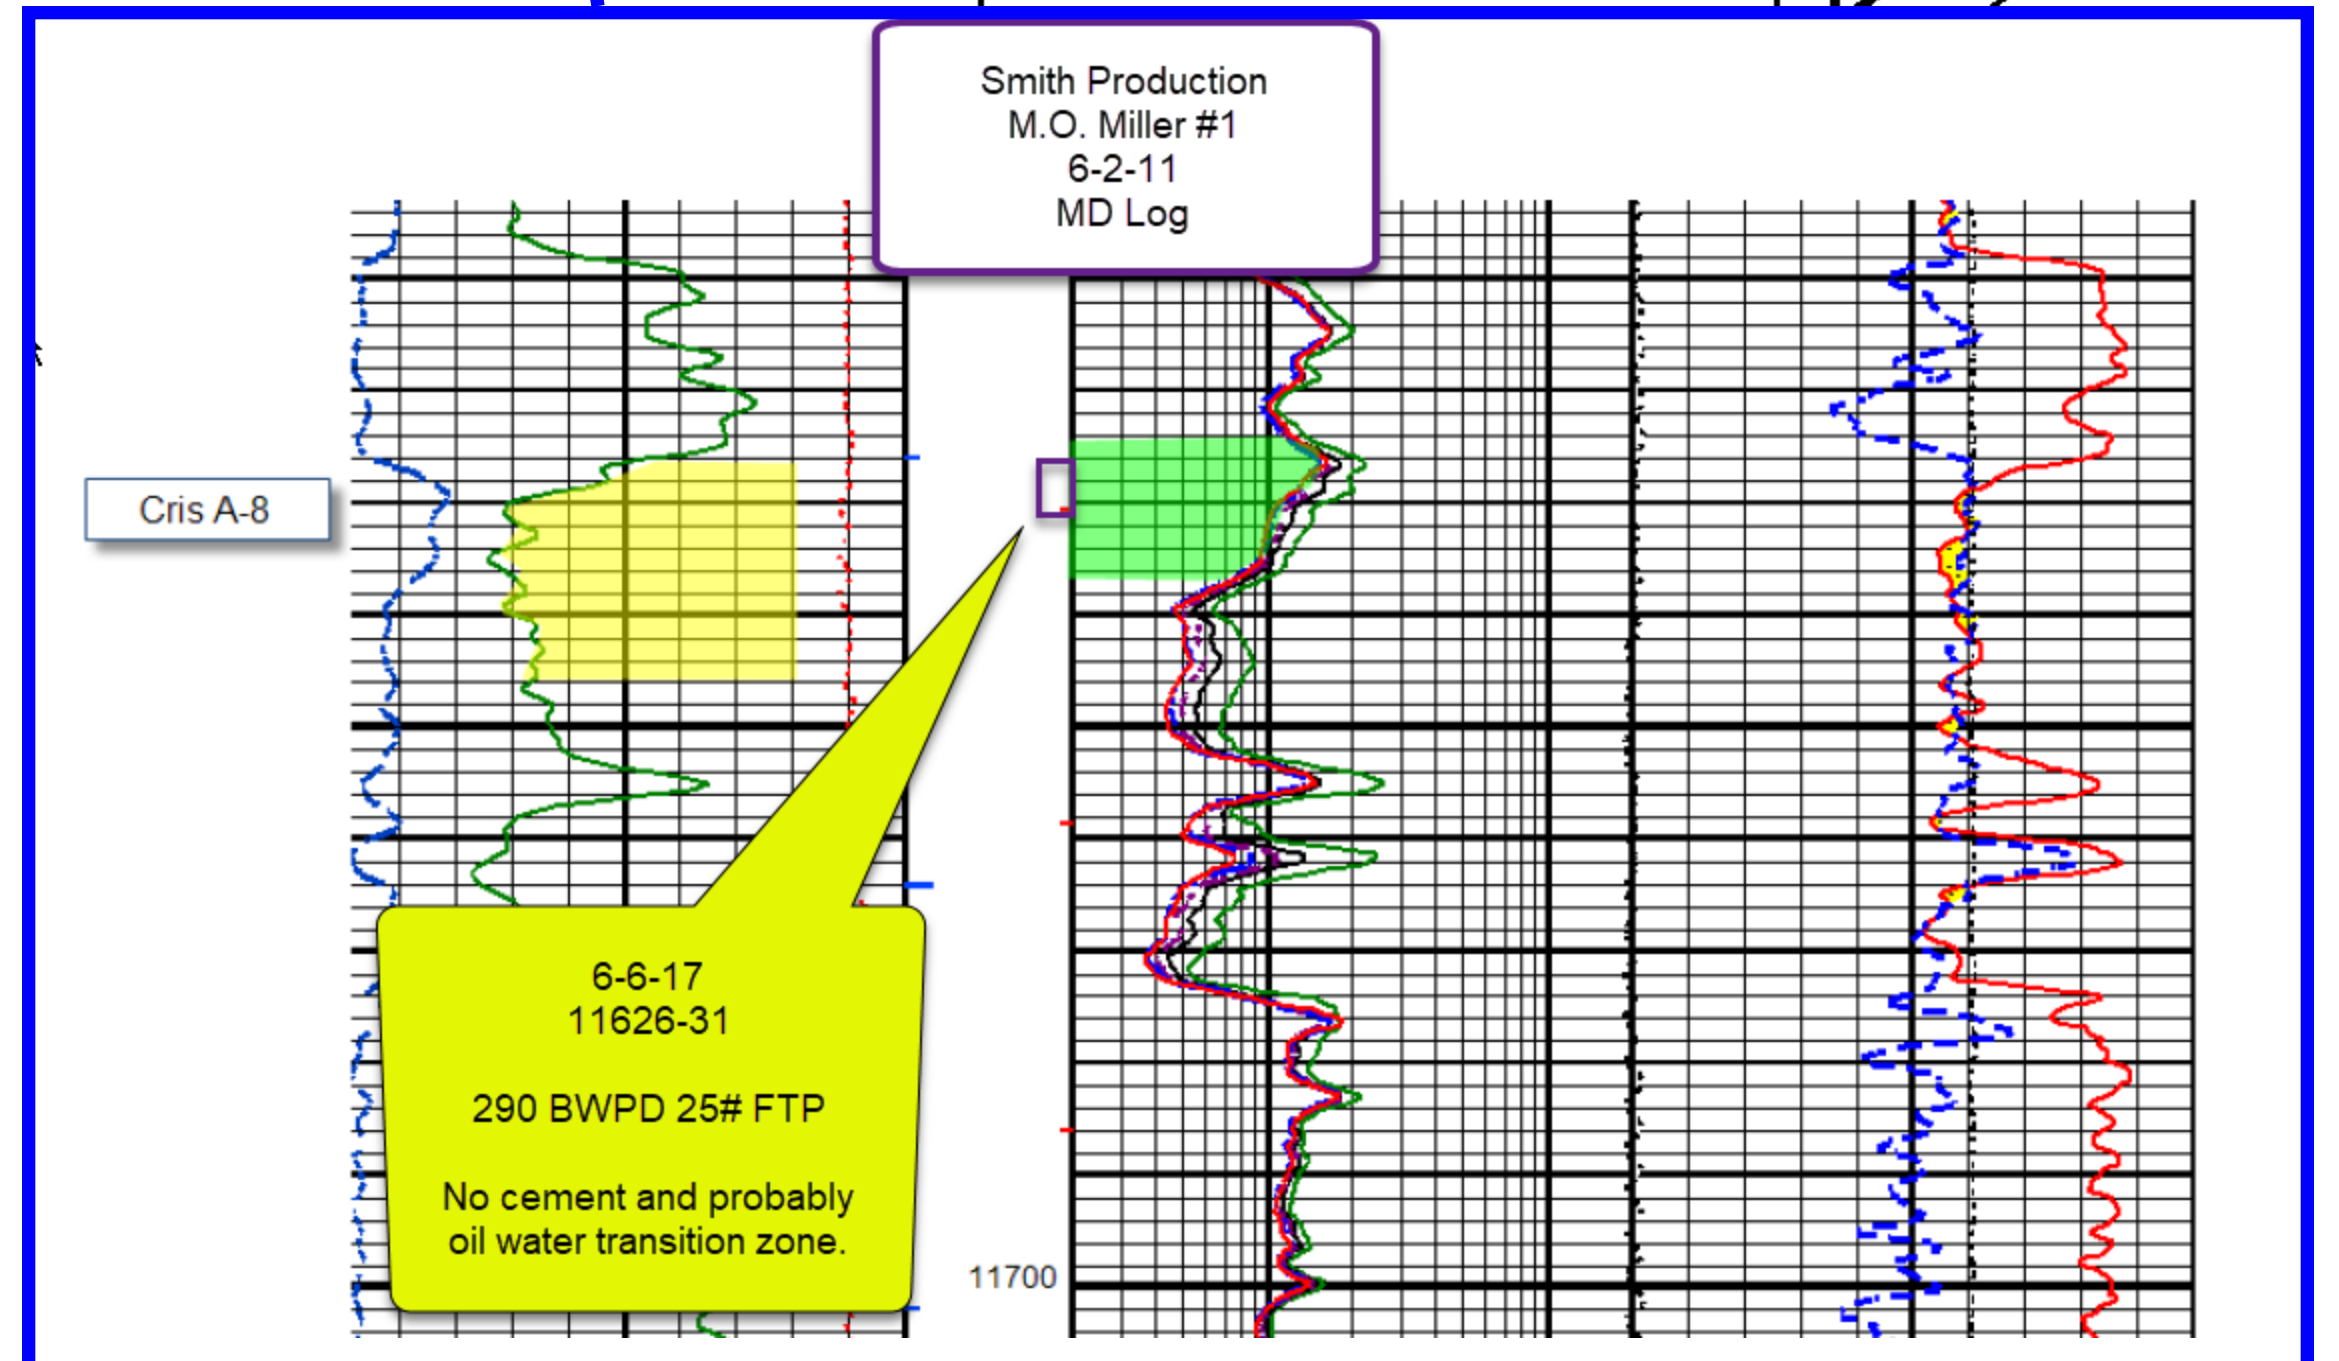 Smith Production
M.O. Miller #1
6-2-11
MD Log
Cris A-8
6-6-17
11626-31
290 BWPD 25# FTP
No cement and probably
oil water transition zone.
11700